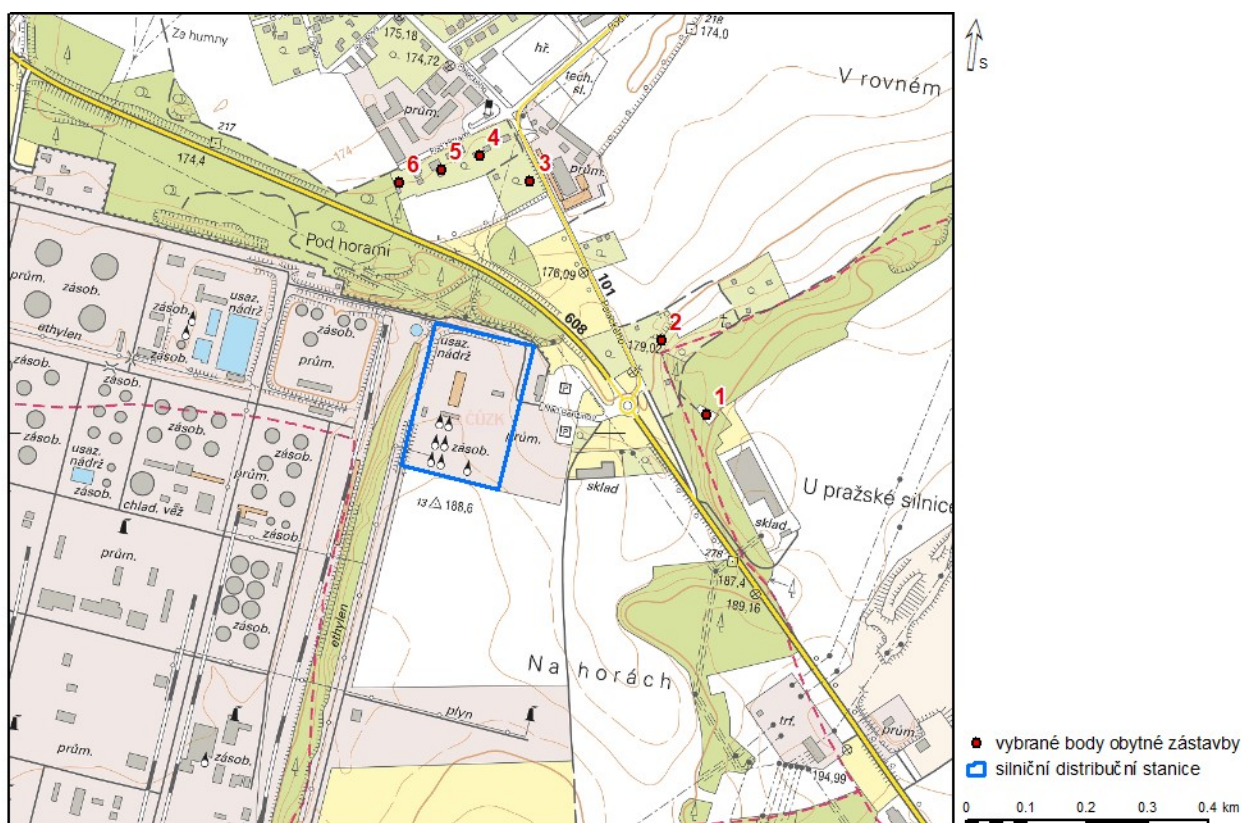 Za humny
175,18
174,72
hř.
tech.
sl.
218
174,0
S
V rovném
prům.
217
174
174,4
4
5
6
3
prům.
Pod horami
176,09
101
608
prům.
zásob.
usaz.
nádrž
zásob.
ethylen
zásob.
zásob.
prům.
usaz.
nádrž
2
179,02
1
ČÚZK
P
P
prům.
zásob.
zásob.
zásob.
zásob.
usaz.
nádrž
zásob.
prům.
chlad. věž
zásob.
sklad
U pražské silnice
13 188,6
sklad
278
187,4
189,16
prům.
zásob.
ethylen
Na horách
plyn
trf.
prům.
prům.
zásob.
194,99
vybrané body obytné zástavby
silniční distribuční stanice
0 0.1 0.2 0.3 0.4 km